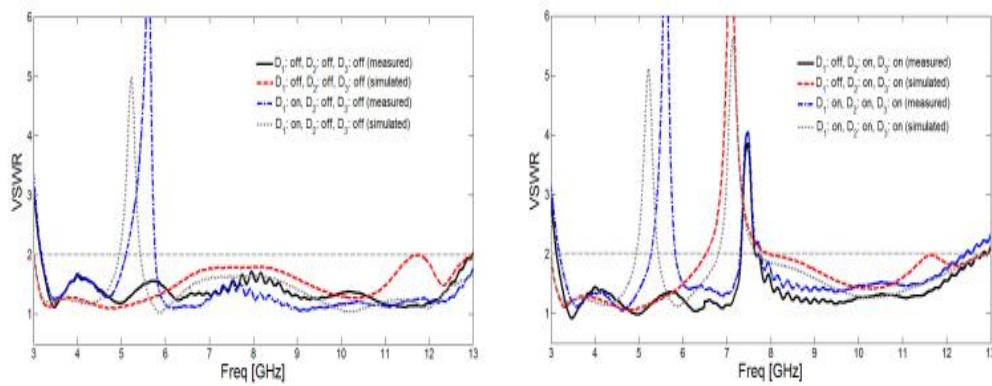 6
5
4
3
2
1
VSWR
D1: off, D2: off, D3: off (measured)
D1: off, D2: off, D3: off (simulated)
D1: on, D2: off, D3: off (measured)
D1: on, D2: off, D3: off (simulated)
3 4 5 6 7 8 9 10 11 12 13
Freq [GHz]
6
5
4
3
2
1
VSWR
D1: off, D2: on, D3: on (measured)
D1: off, D2: on, D3: on (simulated)
D1: on, D2: on, D3: on (measured)
D1: on, D2: on, D3: on (simulated)
3 4 5 6 7 8 9 10 11 12 13
Freq [GHz]